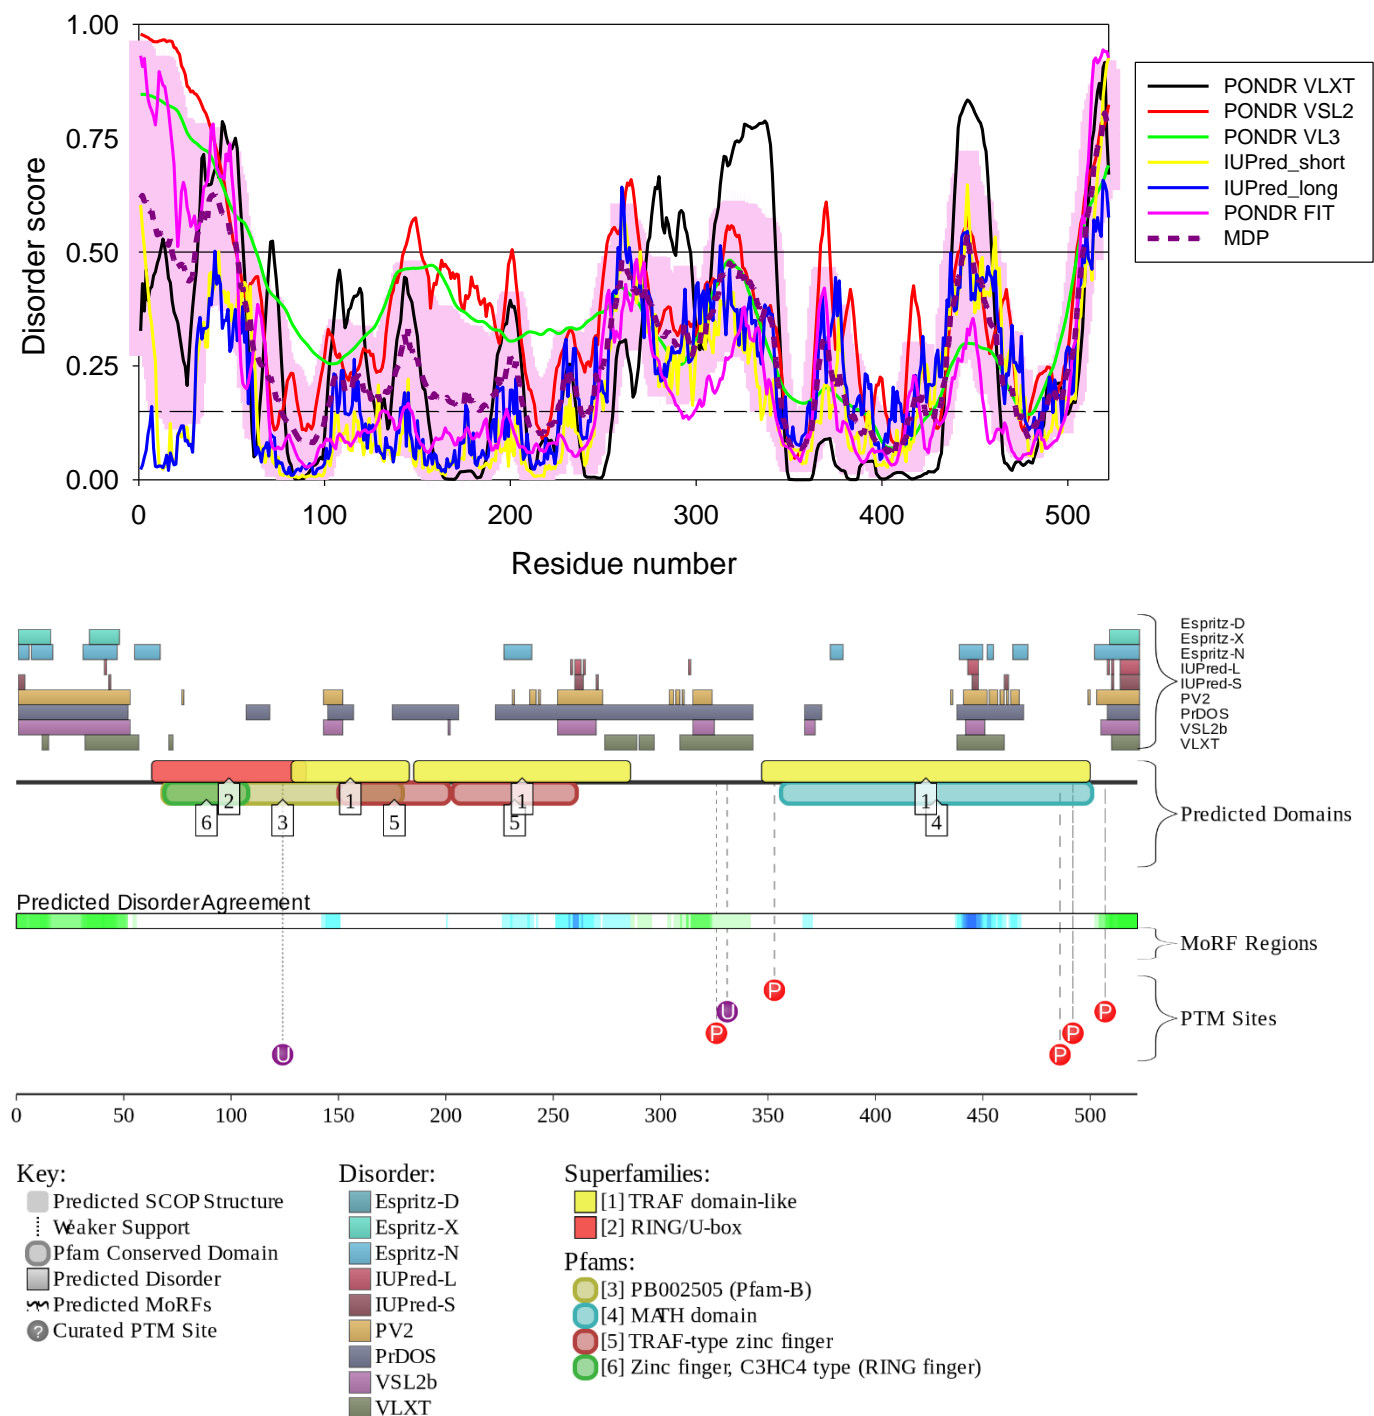 1.00
0.75
0.50
0.25
0.00
Disorder score
0 100 200 300 400 500
Residue number
PONDR VLXT
PONDR VSL2
PONDR VL3
IUPred_short
IUPred_long
PONDR FIT
MDP
Espritz-D
Espritz-X
Espritz-N
IUPred-L
IUPred-S
PV2
PrDOS
VSL2b
VLXT
2 1 1 1
6 3 5 5 4
Predicted Domains
Predicted Disorder Agreement
MoRF Regions
P
U P
P P
U P
PTM Sites
0 50 100 150 200 250 300 350 400 450 500
Key:
Predicted SCOP Structure
Weaker Support
Pfam Conserved Domain
Predicted Disorder
Predicted MoRFs
? Curated PTM Site
Disorder:
Espritz-D
Espritz-X
Espritz-N
IUPred-L
IUPred-S
PV2
PrDOS
VSL2b
VLXT
Superfamilies:
[1] TRAF domain-like
[2] RING/U-box
Pfams:
[3] PB002505 (Pfam-B)
[4] MATH domain
[5] TRAF-type zinc finger
[6] Zinc finger, C3HC4 type (RING finger)